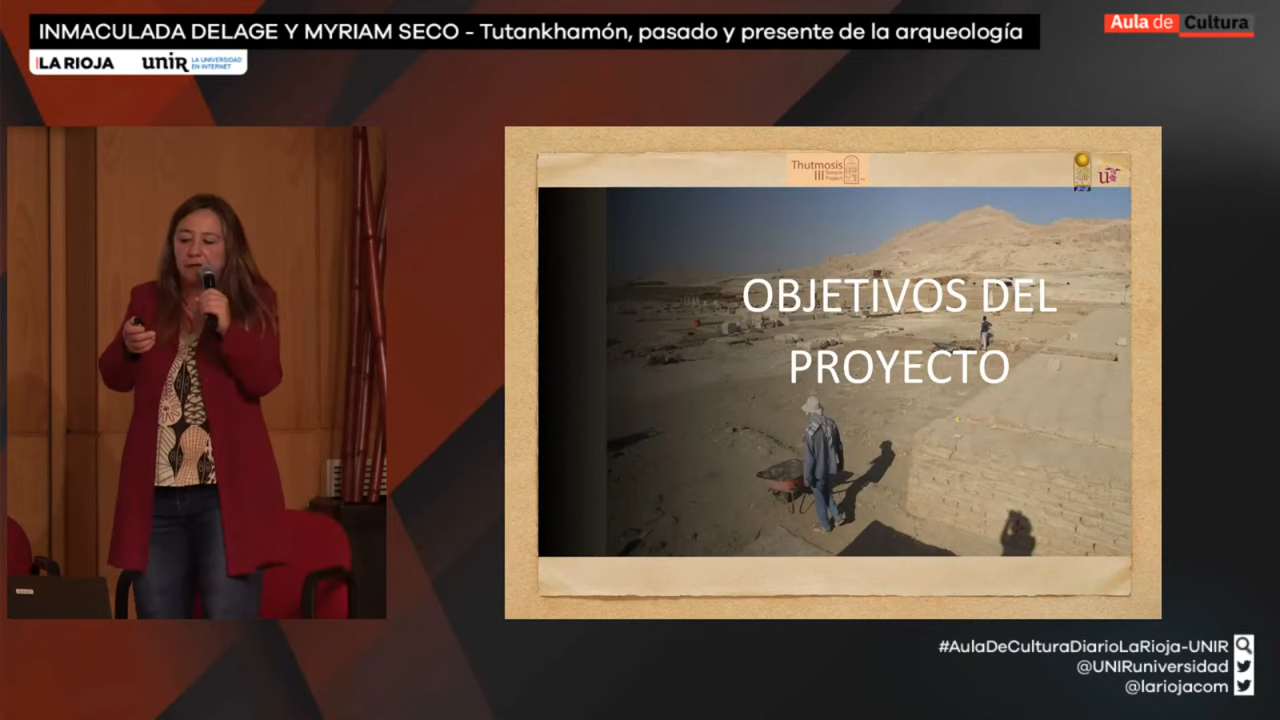 INMACULADA DELAGE Y MYRIAM SECO - Tutankhamón, pasado y presente de la arqueología
Aula de Cultura
LA RIOJA
unir LA UNIVERSIDAD
EN INTERNET
Thutmosis
III Temple
Project
OBJETIVOS DEL
PROYECTO
#AulaDeCulturaDiarioLaRioja-UNIR
@UNIRuniversidad
@lariojacom